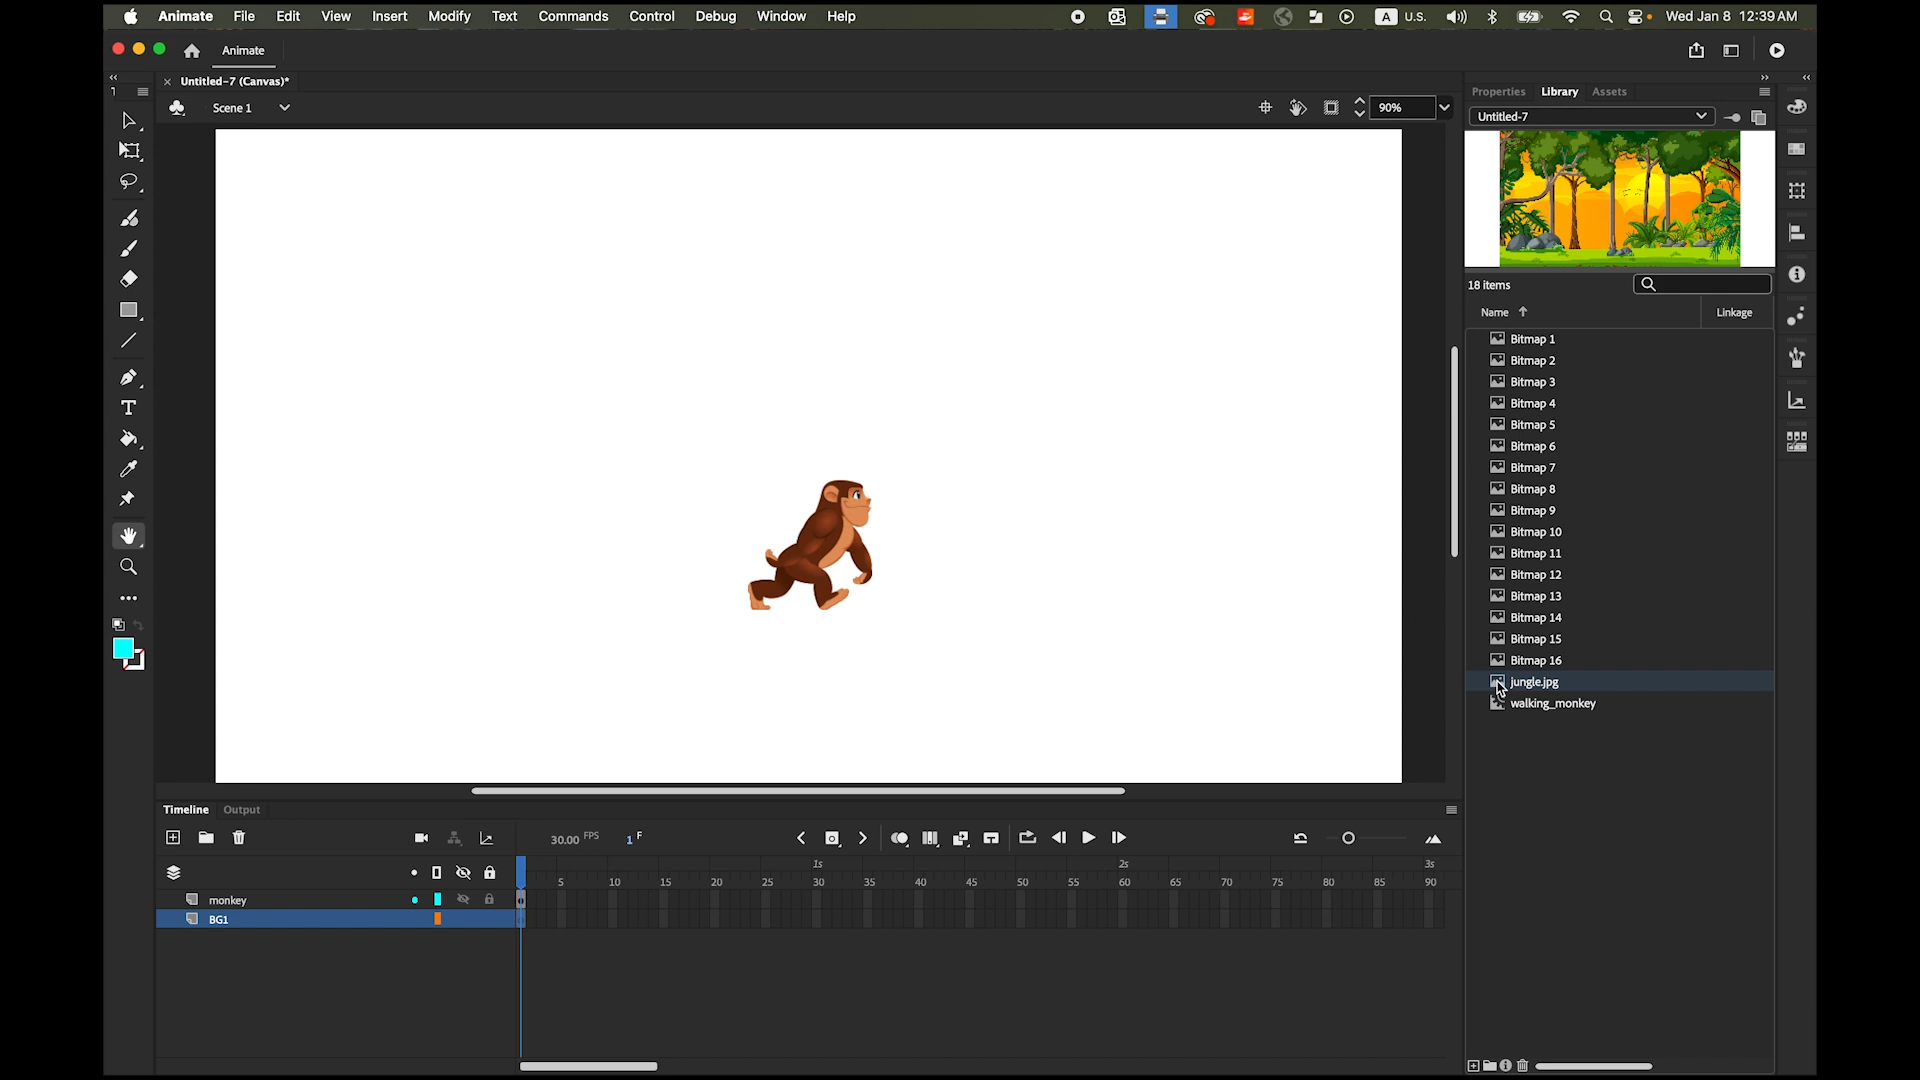 Animate File Edit View Insert Modify Text Commands Control Debug Window Help A U.S. Wed Jan 8 12:39 AM
Animate
Untitled-7 (Canvas)*
Scene 1 90%
Properties Library Assets
Untitled-7
18 items
Name Linkage
Bitmap 1
Bitmap 2
Bitmap 3
Bitmap 4
Bitmap 5
Bitmap 6
Bitmap 7
Bitmap 8
Bitmap 9
Bitmap 10
Bitmap 11
Bitmap 12
Bitmap 13
Bitmap 14
Bitmap 15
Bitmap 16
jungle.jpg
walking_monkey
Timeline Output
30.00 FPS 1 F
1s 2s 3s
5 10 15 20 25 30 35 40 45 50 55 60 65 70 75 80 85 90
monkey
BG1